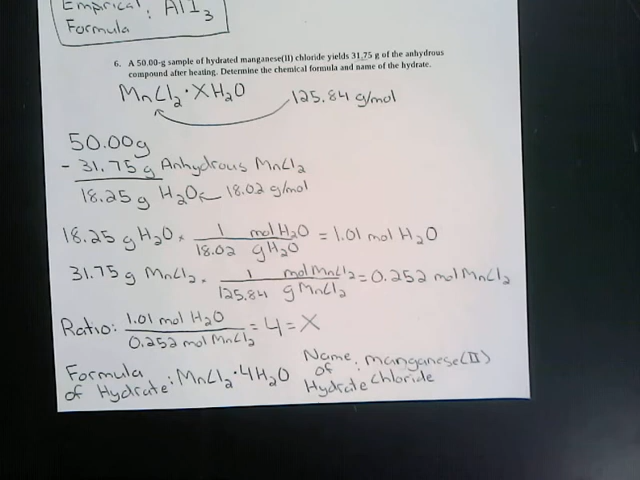 Empirical: AlI3
Formula
6. A 50.00-g sample of hydrated manganese(II) chloride yields 31.75 g of the anhydrous
compound after heating. Determine the chemical formula and name of the hydrate.
MnCl2·XH2O 125.84 g/mol
50.00g
- 31.75 g Anhydrous MnCl2
18.25 g H2O ← 18.02 g/mol
18.25 g H2O × 1 mol H2O / 18.02 g H2O = 1.01 mol H2O
31.75 g MnCl2 × 1 mol MnCl2 / 125.84 g MnCl2 = 0.252 mol MnCl2
Ratio: 1.01 mol H2O / 0.252 mol MnCl2 = 4 = X
Formula of Hydrate: MnCl2·4H2O
Name of Hydrate: manganese(II) Chloride